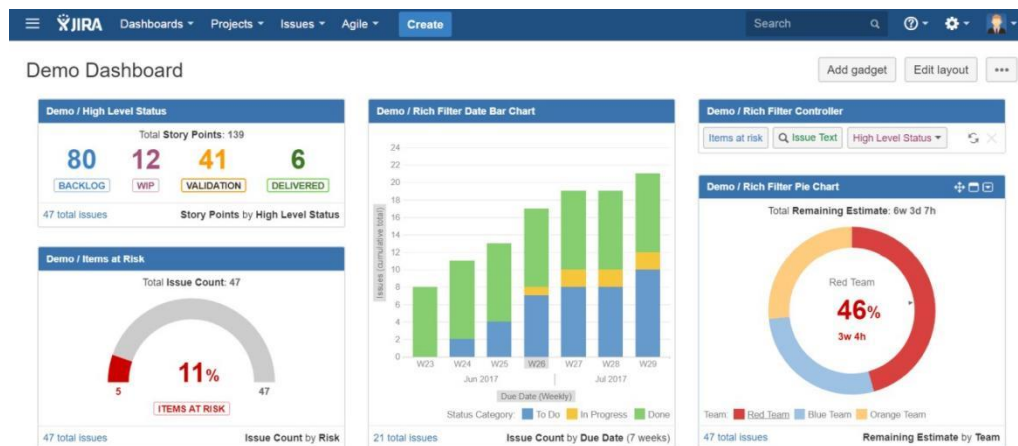 JIRA Dashboards Projects Issues Agile Create Search
Demo Dashboard
Add gadget Edit layout
Demo / High Level Status
Total Story Points: 139
80 12 41 6
BACKLOG WIP VALIDATION DELIVERED
47 total issues Story Points by High Level Status
Demo / Items at Risk
Total Issue Count: 47
11%
5 47
ITEMS AT RISK
47 total issues Issue Count by Risk
Demo / Rich Filter Date Bar Chart
Issues (cumulative total)
24
22
20
18
16
14
12
10
8
6
4
2
0
W23 W24 W25 W26 W27 W28 W29
Jun 2017 Jul 2017
Due Date (Weekly)
Status Category: To Do In Progress Done
21 total issues Issue Count by Due Date (7 weeks)
Demo / Rich Filter Controller
Items at risk Issue Text High Level Status
Demo / Rich Filter Pie Chart
Total Remaining Estimate: 6w 3d 7h
Red Team
46%
3w 4h
Team: Red Team Blue Team Orange Team
47 total issues Remaining Estimate by Team